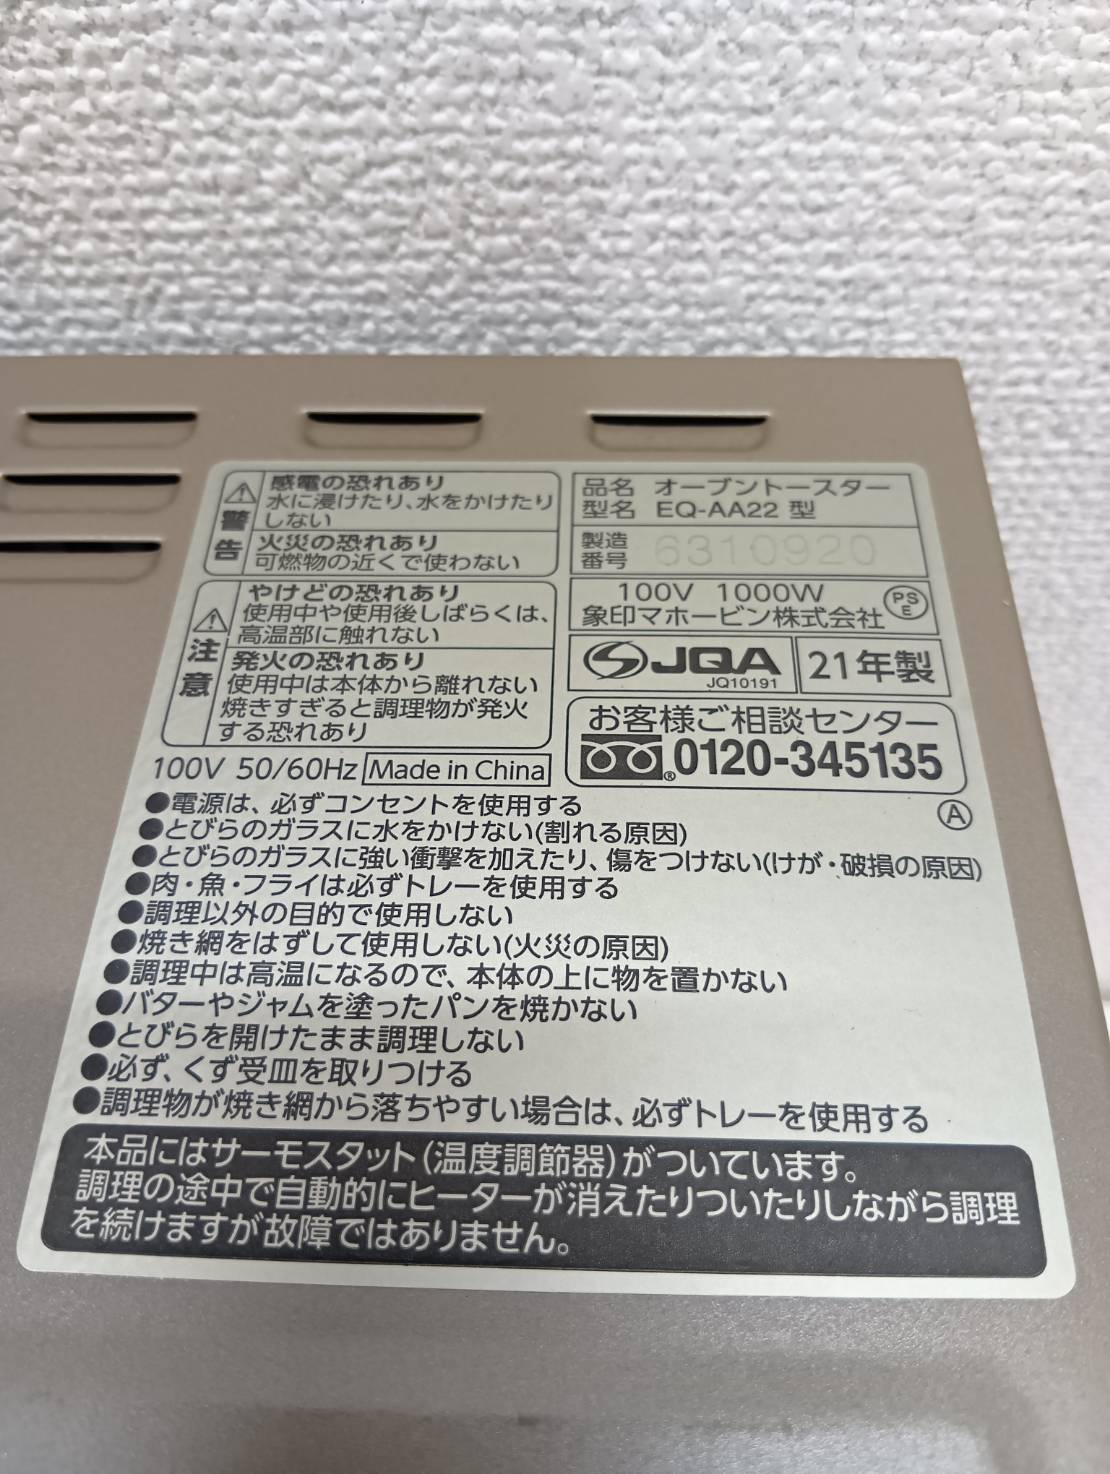 警告
感電の恐れあり
水に浸けたり、水をかけたり
しない
火災の恐れあり
可燃物の近くで使わない
注意
やけどの恐れあり
使用中や使用後しばらくは、
高温部に触れない
発火の恐れあり
使用中は本体から離れない
焼きすぎると調理物が発火
する恐れあり
100V 50/60Hz Made in China
品名 オーブントースター
型名 EQ-AA22 型
製造
番号 6310920
100V 1000W
象印マホービン株式会社
PS
E
JQA
JQ10191
21年製
お客様ご相談センター
0120-345135
®
A
●電源は、必ずコンセントを使用する
●とびらのガラスに水をかけない(割れる原因)
●とびらのガラスに強い衝撃を加えたり、傷をつけない(けが・破損の原因)
●肉・魚・フライは必ずトレーを使用する
●調理以外の目的で使用しない
●焼き網をはずして使用しない(火災の原因)
●調理中は高温になるので、本体の上に物を置かない
●バターやジャムを塗ったパンを焼かない
●とびらを開けたまま調理しない
●必ず、くず受皿を取りつける
●調理物が焼き網から落ちやすい場合は、必ずトレーを使用する
本品にはサーモスタット(温度調節器)がついています。
調理の途中で自動的にヒーターが消えたりついたりしながら調理
を続けますが故障ではありません。